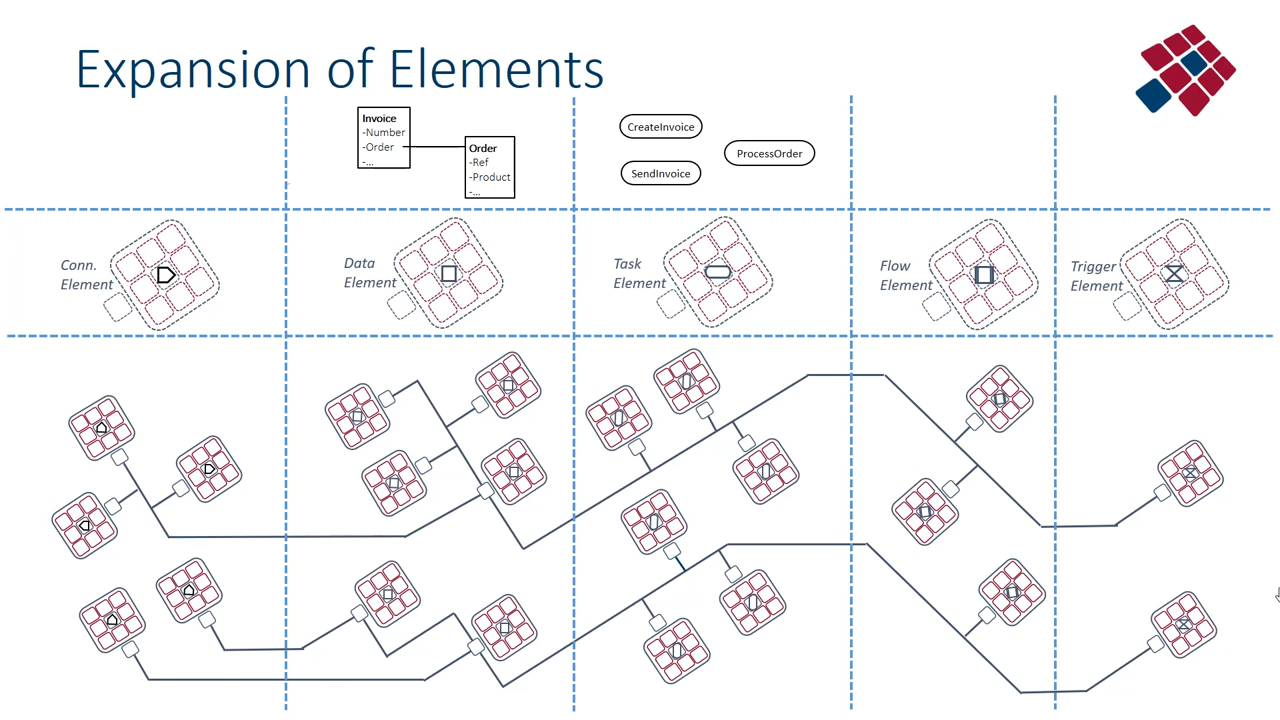 Expansion of Elements
Invoice
-Number
-Order
-...
Order
-Ref
-Product
-...
CreateInvoice
ProcessOrder
SendInvoice
Conn.
Element
Data
Element
Task
Element
Flow
Element
Trigger
Element